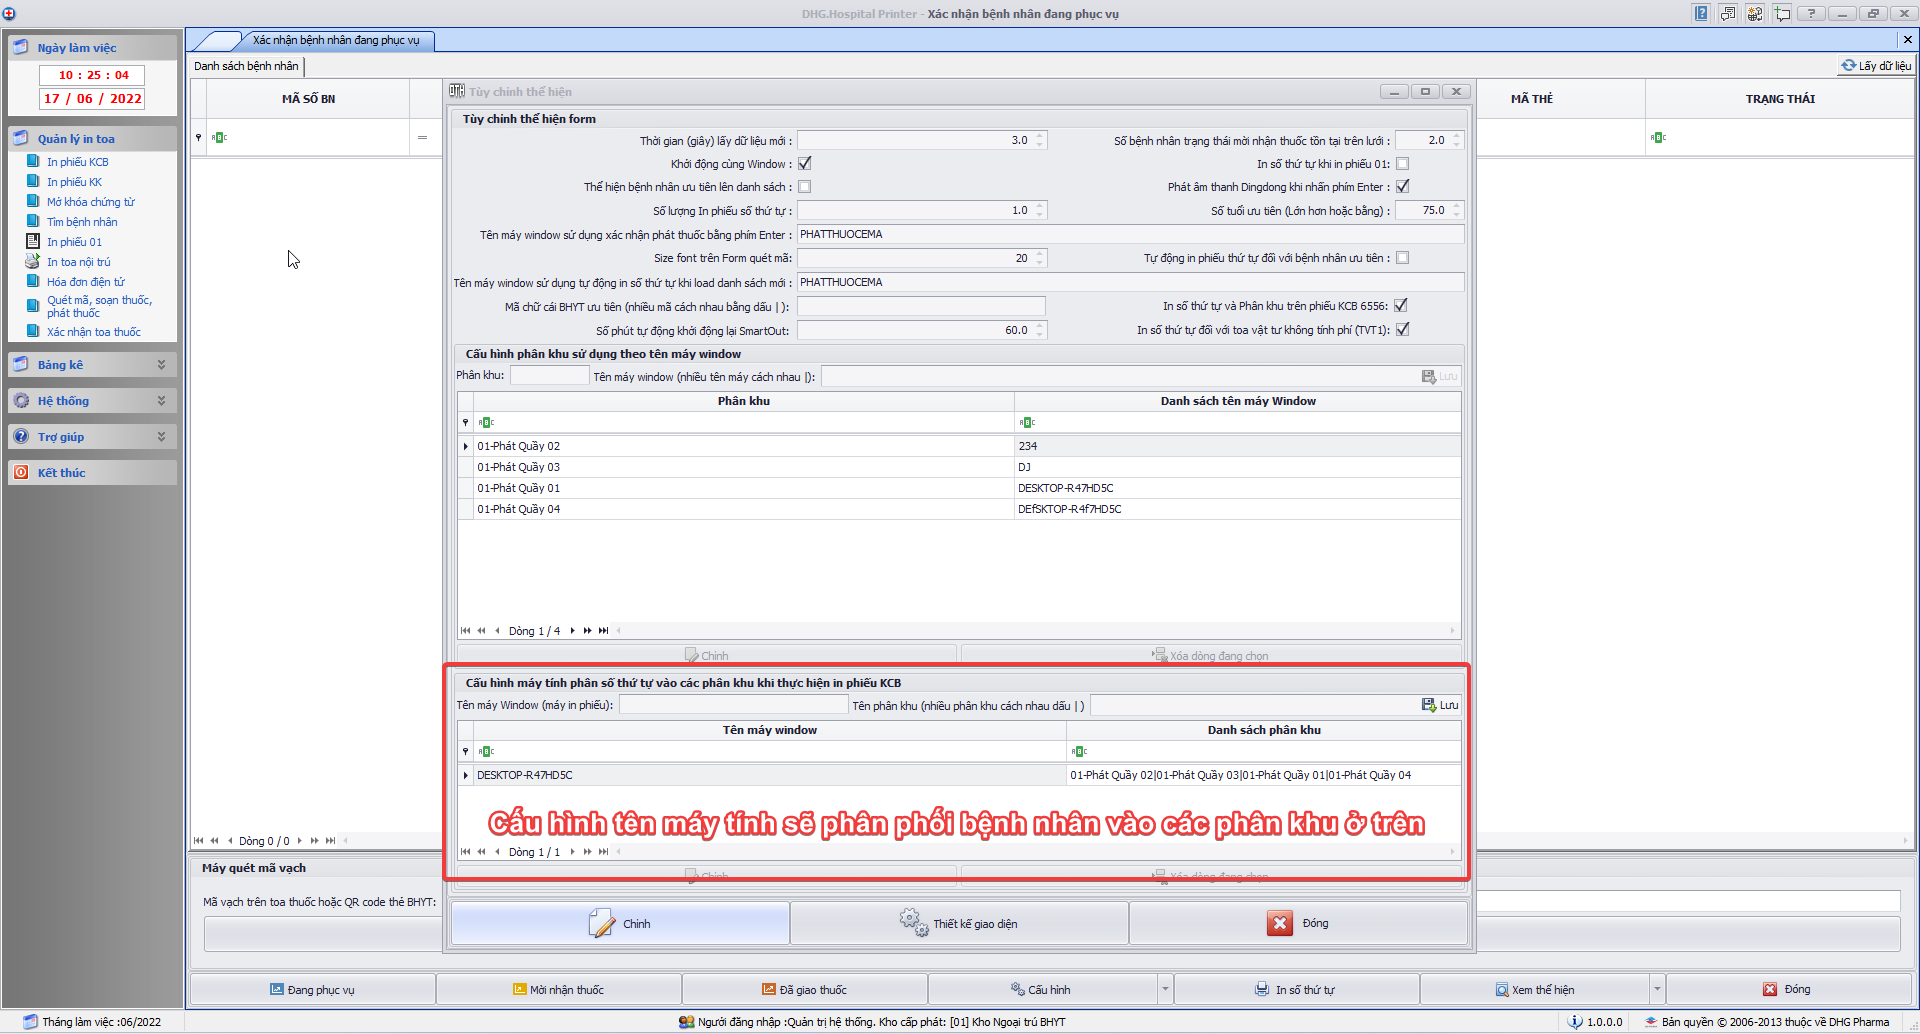 DHG.Hospital Printer - Xác nhận bệnh nhân đang phục vụ
Ngày làm việc
10 : 25 : 04
17 / 06 / 2022
Quản lý in toa
In phiếu KCB
In phiếu KK
Mở khóa chứng từ
Tìm bệnh nhân
In phiếu 01
In toa nội trú
Hóa đơn điện tử
Quét mã, soạn thuốc,
phát thuốc
Xác nhận toa thuốc
Bảng kê
Hệ thống
Trợ giúp
Kết thúc
Xác nhận bệnh nhân đang phục vụ
Danh sách bệnh nhân
Lấy dữ liệu
MÃ SỐ BN
MÃ THẺ
TRẠNG THÁI
Tùy chỉnh thể hiện
Tùy chỉnh thể hiện form
Thời gian (giây) lấy dữ liệu mới : 3.0
Số bệnh nhân trạng thái mời nhận thuốc tồn tại trên lưới : 2.0
Khởi động cùng Window :
In số thứ tự khi in phiếu 01:
Thể hiện bệnh nhân ưu tiên lên danh sách :
Phát âm thanh Dingdong khi nhấn phím Enter :
Số lượng In phiếu số thứ tự : 1.0
Số tuổi ưu tiên (Lớn hơn hoặc bằng) : 75.0
Tên máy window sử dụng xác nhận phát thuốc bằng phím Enter : PHATTHUOCEMA
Size font trên Form quét mã: 20
Tự động in phiếu thứ tự đối với bệnh nhân ưu tiên :
Tên máy window sử dụng tự động in số thứ tự khi load danh sách mới : PHATTHUOCEMA
Mã chữ cái BHYT ưu tiên (nhiều mã cách nhau bằng dấu | ):
In số thứ tự và Phân khu trên phiếu KCB 6556:
Số phút tự động khởi động lại SmartOut: 60.0
In số thứ tự đối với toa vật tư không tính phí (TVT1):
Cấu hình phân khu sử dụng theo tên máy window
Phân khu:
Tên máy window (nhiều tên máy cách nhau |):
Lưu
Phân khu
Danh sách tên máy Window
01-Phát Quầy 02 234
01-Phát Quầy 03 DJ
01-Phát Quầy 01 DESKTOP-R47HD5C
01-Phát Quầy 04 DEfSKTOP-R4f7HD5C
Dòng 1 / 4
Chỉnh
Xóa dòng đang chọn
Cấu hình máy tính phân số thứ tự vào các phân khu khi thực hiện in phiếu KCB
Tên máy Window (máy in phiếu):
Tên phân khu (nhiều phân khu cách nhau dấu | )
Lưu
Tên máy window
Danh sách phân khu
DESKTOP-R47HD5C 01-Phát Quầy 02|01-Phát Quầy 03|01-Phát Quầy 01|01-Phát Quầy 04
Cấu hình tên máy tính sẽ phân phối bệnh nhân vào các phân khu ở trên
Dòng 1 / 1
Chỉnh
Xóa dòng đang chọn
Dòng 0 / 0
Máy quét mã vạch
Mã vạch trên toa thuốc hoặc QR code thẻ BHYT:
Chỉnh
Thiết kế giao diện
Đóng
Đang phục vụ
Mời nhận thuốc
Đã giao thuốc
Cấu hình
In số thứ tự
Xem thể hiện
Đóng
Tháng làm việc :06/2022
Người đăng nhập :Quản trị hệ thống. Kho cấp phát: [01] Kho Ngoại trú BHYT
1.0.0.0
Bản quyền © 2006-2013 thuộc về DHG Pharma